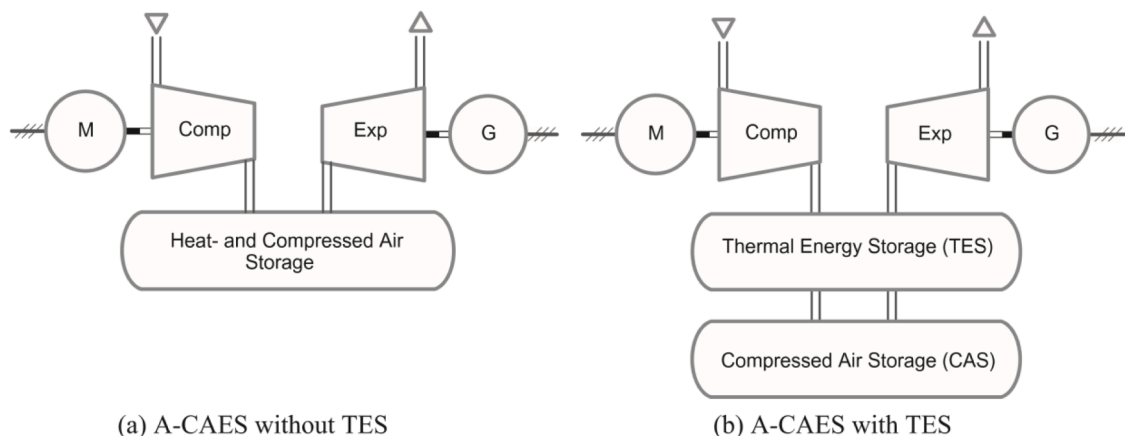 M
Comp
Exp
G
Heat- and Compressed Air
Storage
(a) A-CAES without TES
M
Comp
Exp
G
Thermal Energy Storage (TES)
Compressed Air Storage (CAS)
(b) A-CAES with TES